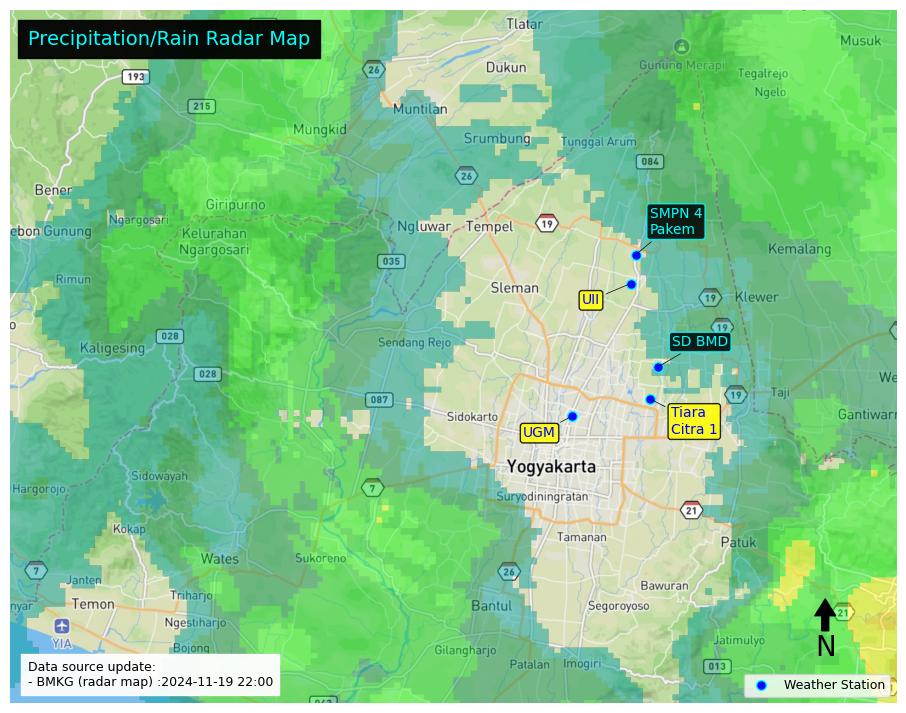 Precipitation/Rain Radar Map
Tlatar
Musuk
26
Gunung Merapi
193
Dukun
Tegalrejo
Ngelo
215
Muntilan
Mungkid
Srumbung
Tunggal Arum
084
26
Bener
Giripurno
SMPN 4
Pakem
Ngargosari
Ngluwar
Tempel
19
ebon Gunung
Kelurahan
Ngargosari
Kemalang
035
Rimun
Sleman
UII
19
Klewer
028
19
Kaligesing
Sendang Rejo
SD BMD
028
We
087
19
Taji
Sidokarto
Tiara
Citra 1
Gantiwar
UGM
Yogyakarta
Sidowayah
Hargorojo
7
Suryodiningratan
21
Kokap
Tamanan
Patuk
Wates
Sukoreno
7
26
Janten
Bawuran
nyar
Temon
Triharjo
Bantul
Segoroyoso
21
Ngestiharjo
YIA
Jatimulyo
N
Bojong
Gilangharjo
Patalan
Imogiri
013
Data source update:
- BMKG (radar map) :2024-11-19 22:00
Weather Station